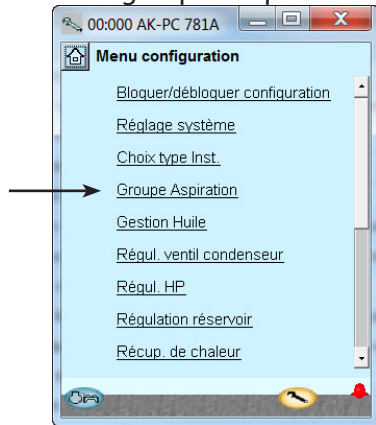 00:000 AK-PC 781A
Menu configuration
Bloquer/débloquer configuration
Réglage système
Choix type Inst.
Groupe Aspiration
Gestion Huile
Régul. ventil condenseur
Régul. HP
Régulation réservoir
Récup. de chaleur